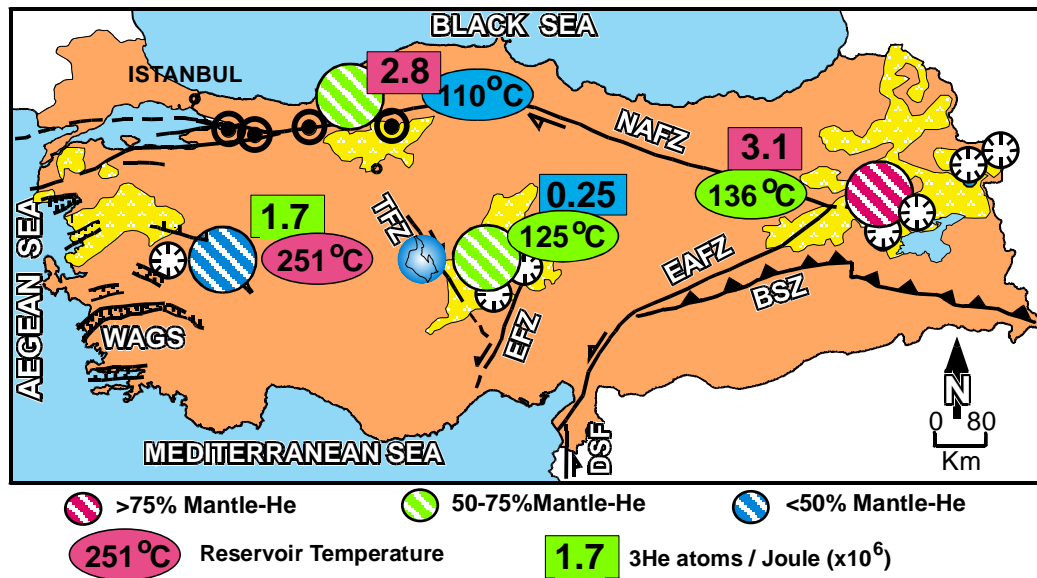 BLACK SEA
ISTANBUL
2.8
110°C
NAFZ
3.1
136°C
0.25
125°C
1.7
251°C
TFZ
AEGEAN SEA
EAFZ
BSZ
WAGS
EFZ
N
0 80
Km
MEDITERRANEAN SEA
DSF
>75% Mantle-He
50-75%Mantle-He
<50% Mantle-He
251°C Reservoir Temperature
1.7 3He atoms / Joule (x10⁶)